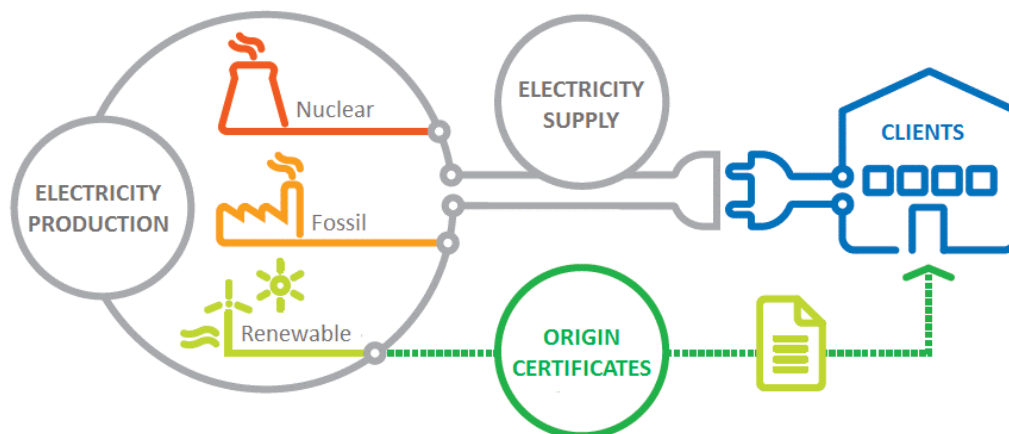 Nuclear
ELECTRICITY
SUPPLY
CLIENTS
ELECTRICITY
PRODUCTION
Fossil
Renewable
ORIGIN
CERTIFICATES